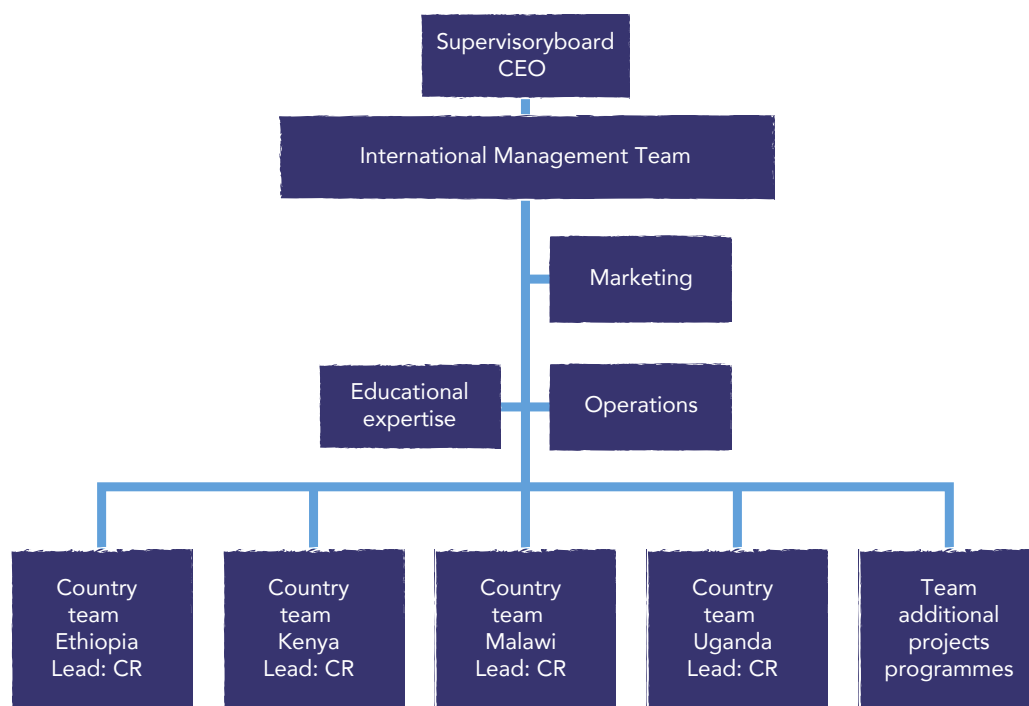 Supervisoryboard
CEO
International Management Team
Marketing
Educational
expertise
Operations
Country
team
Ethiopia
Lead: CR
Country
team
Kenya
Lead: CR
Country
team
Malawi
Lead: CR
Country
team
Uganda
Lead: CR
Team
additional
projects
programmes